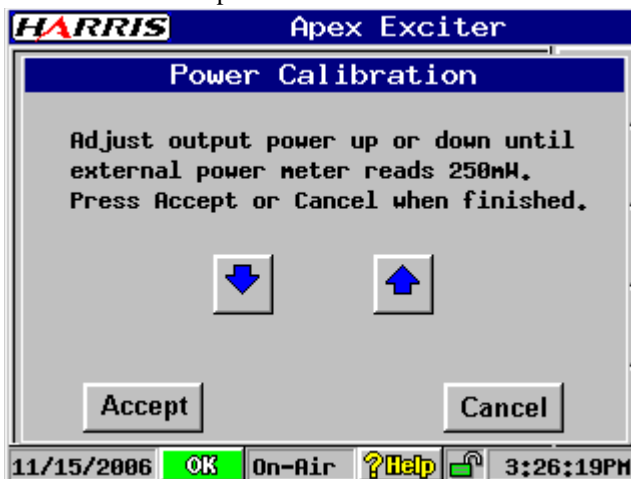 HARRIS Apex Exciter
Power Calibration
Adjust output power up or down until
external power meter reads 250mW.
Press Accept or Cancel when finished.
Accept Cancel
11/15/2006 OK On-Air ?Help 3:26:19PM